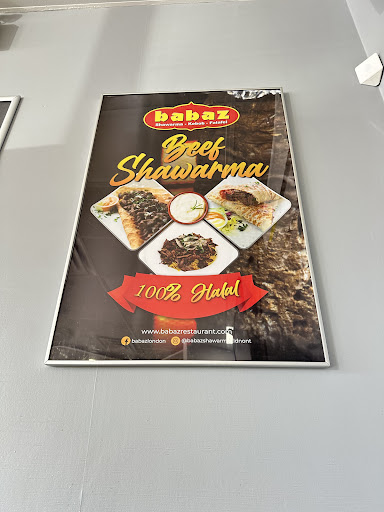 babaz
Shawarma - Kebab - Falafel
Beef
Shawarma
100% Halal
www.babazrestaurant.com
babazlondon